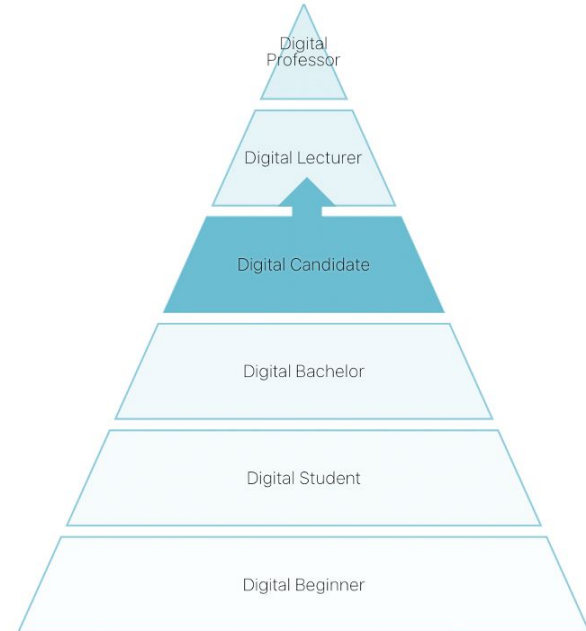 Digital
Professor
Digital Lecturer
Digital Candidate
Digital Bachelor
Digital Student
Digital Beginner